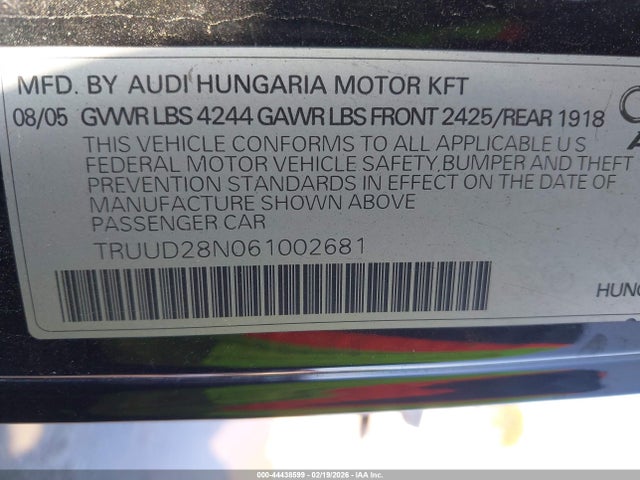 MFD. BY AUDI HUNGARIA MOTOR KFT
08/05 GVWR LBS 4244 GAWR LBS FRONT 2425/REAR 1918
THIS VEHICLE CONFORMS TO ALL APPLICABLE U S
FEDERAL MOTOR VEHICLE SAFETY, BUMPER AND THEFT
PREVENTION STANDARDS IN EFFECT ON THE DATE OF
MANUFACTURE SHOWN ABOVE
PASSENGER CAR
TRUUD28N061002681
000-44438599 - 02/19/2026 - IAA Inc.